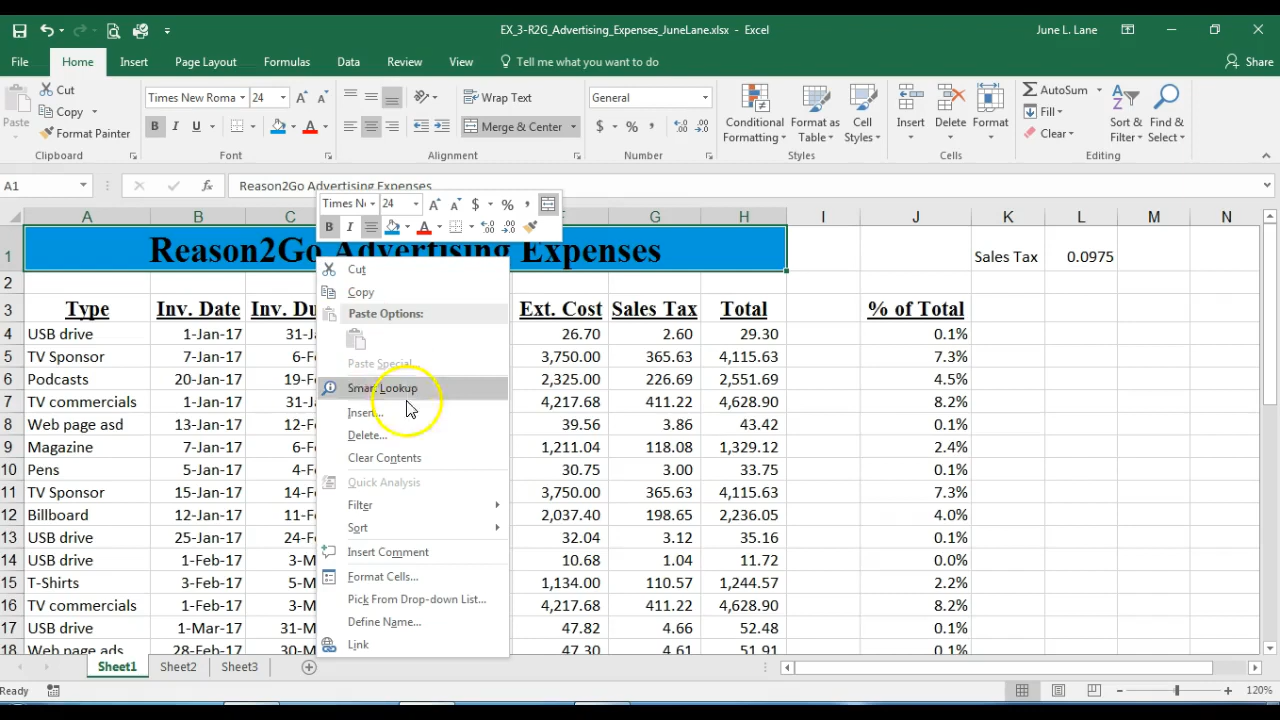 EX_3-R2G_Advertising_Expenses_JuneLane.xlsx - Excel
June L. Lane
File Home Insert Page Layout Formulas Data Review View Tell me what you want to do Share
Cut
Copy
Format Painter
Paste
Clipboard
Times New Roma 24
B I U
Font
Wrap Text
Merge & Center
Alignment
General
$ % ,
Number
Conditional Formatting
Format as Table
Cell Styles
Styles
Insert Delete Format
Cells
AutoSum
Fill
Clear
Sort & Filter
Find & Select
Editing
A1 fx Reason2Go Advertising Expenses
Times N 24 $ % ,
B I A
A B C F G H I J K L M N
1 Reason2Go Advertising Expenses Sales Tax 0.0975
2
3 Type Inv. Date Inv. Du Ext. Cost Sales Tax Total % of Total
4 USB drive 1-Jan-17 31-J 26.70 2.60 29.30 0.1%
5 TV Sponsor 7-Jan-17 6-F 3,750.00 365.63 4,115.63 7.3%
6 Podcasts 20-Jan-17 19-F 2,325.00 226.69 2,551.69 4.5%
7 TV commercials 1-Jan-17 31-J 4,217.68 411.22 4,628.90 8.2%
8 Web page asd 13-Jan-17 12-F 39.56 3.86 43.42 0.1%
9 Magazine 7-Jan-17 6-F 1,211.04 118.08 1,329.12 2.4%
10 Pens 5-Jan-17 4-F 30.75 3.00 33.75 0.1%
11 TV Sponsor 15-Jan-17 14-F 3,750.00 365.63 4,115.63 7.3%
12 Billboard 12-Jan-17 11-F 2,037.40 198.65 2,236.05 4.0%
13 USB drive 25-Jan-17 24-F 32.04 3.12 35.16 0.1%
14 USB drive 1-Feb-17 3-M 10.68 1.04 11.72 0.0%
15 T-Shirts 3-Feb-17 5-M 1,134.00 110.57 1,244.57 2.2%
16 TV commercials 1-Feb-17 3-M 4,217.68 411.22 4,628.90 8.2%
17 USB drive 1-Mar-17 31-M 47.82 4.66 52.48 0.1%
18 Web page ads 28-Feb-17 30-M 47.30 4.61 51.91 0.1%
Cut
Copy
Paste Options:
Paste Special...
Smart Lookup
Insert...
Delete...
Clear Contents
Quick Analysis
Filter
Sort
Insert Comment
Format Cells...
Pick From Drop-down List...
Define Name...
Link
Sheet1 Sheet2 Sheet3
Ready 120%